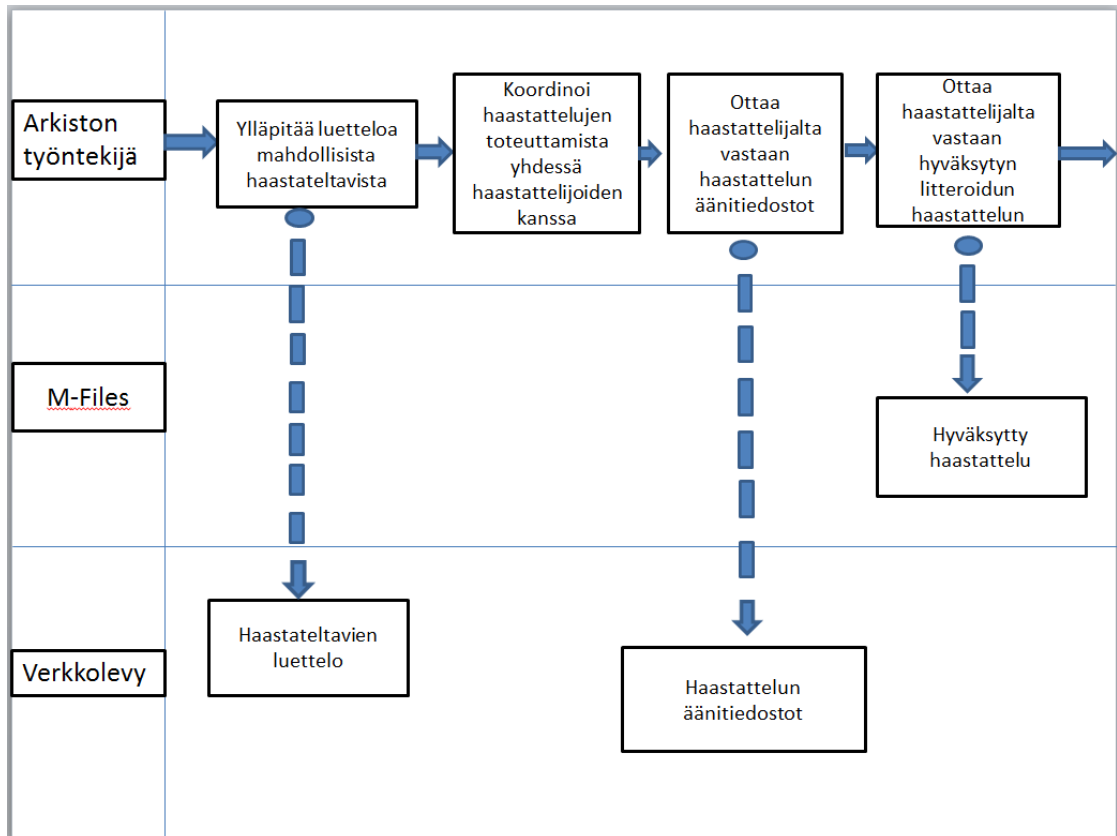 Arkiston
työntekijä
Ylläpitää luetteloa
mahdollisista
haastateltavista
Koordinoi
haastattelujen
toteuttamista
yhdessä
haastattelijoiden
kanssa
Ottaa
haastattelijalta
vastaan
haastattelun
äänitiedostot
Ottaa
haastattelijalta
vastaan
hyväksytyn
litteroidun
haastattelun
M-Files
Hyväksytty
haastattelu
Verkkolevy
Haastateltavien
luettelo
Haastattelun
äänitiedostot